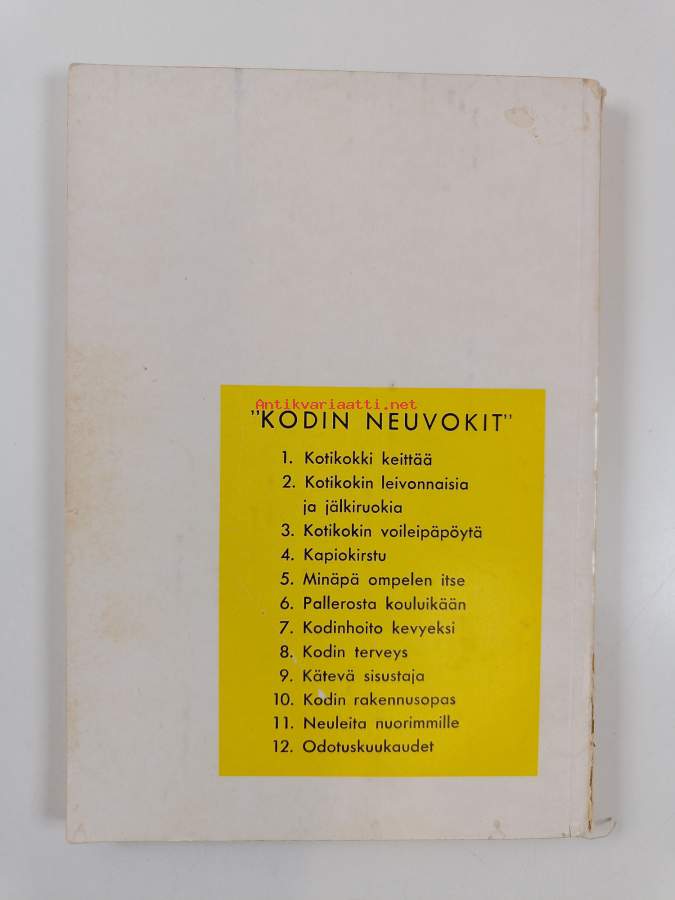 Antikvariaatti.net
"KODIN NEUVOKIT"
1. Kotikokki keittää
2. Kotikokin leivonnaisia
ja jälkiruokia
3. Kotikokin voileipäpöytä
4. Kapiokirstu
5. Minäpä ompelen itse
6. Pallerosta kouluikään
7. Kodinhoito kevyeksi
8. Kodin terveys
9. Kätevä sisustaja
10. Kodin rakennusopas
11. Neuleita nuorimmille
12. Odotuskuukaudet